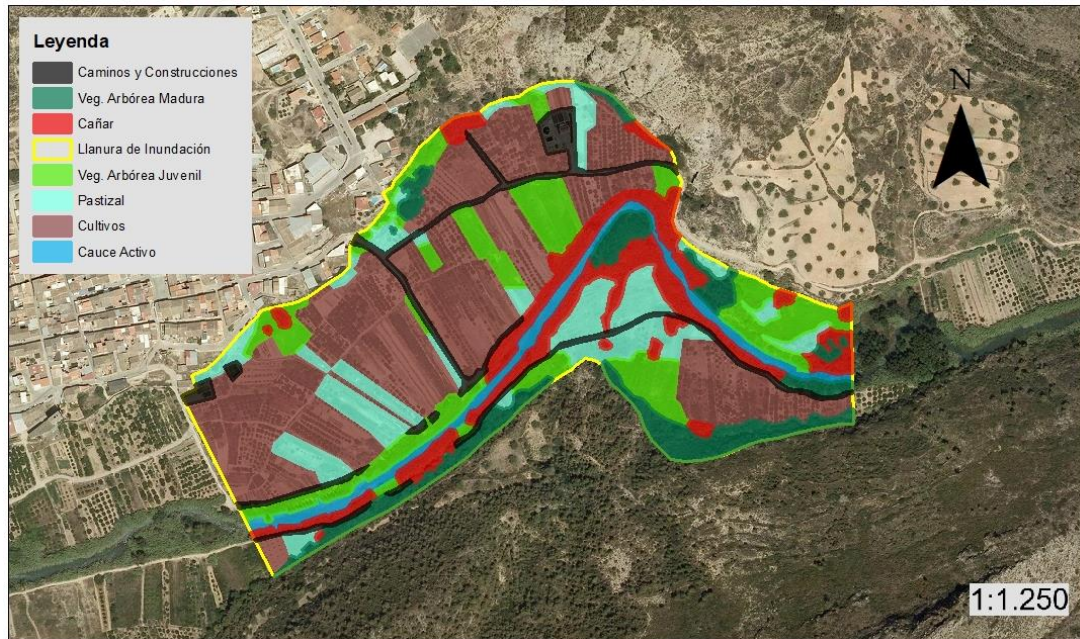 Leyenda
Caminos y Construcciones
Veg. Arbórea Madura
Cañar
Llanura de Inundación
Veg. Arbórea Juvenil
Pastizal
Cultivos
Cauce Activo
N
1:1.250